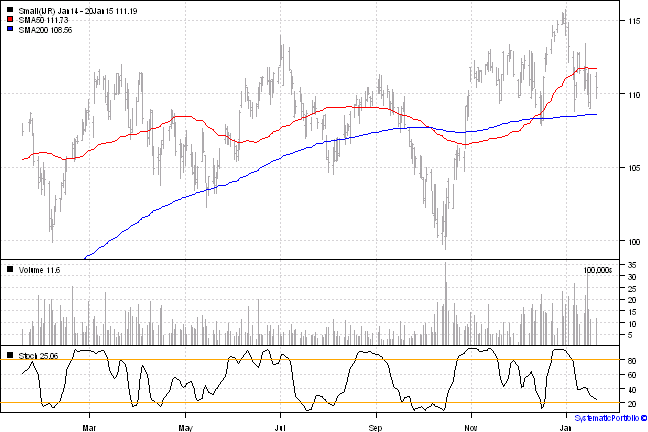 Small(IJR) Jan14 - 20Jan15 111.19
SMA50 111.73
SMA200 108.56
115
110
105
100
Volume 11.6
100,000s
35
30
25
20
15
10
5
Stoch 25.06
80
60
40
20
Mar May Jul Sep Nov Jan
SystematicPortfolio ©